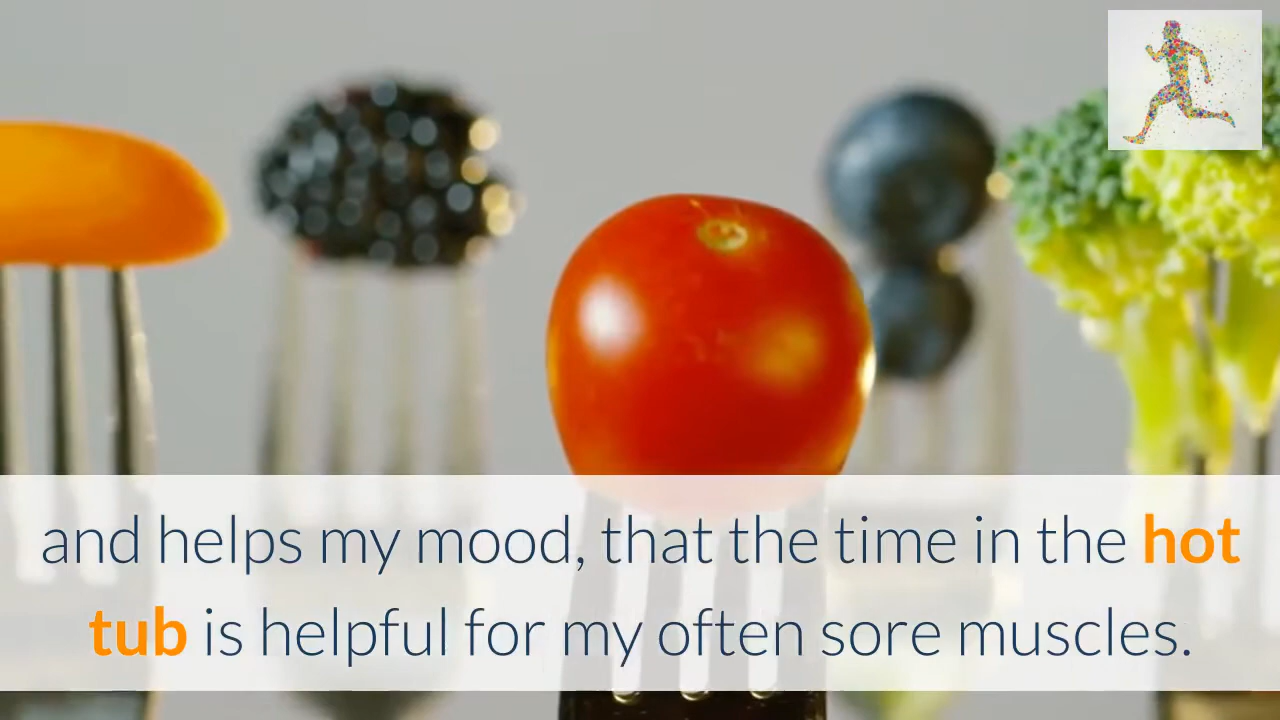 and helps my mood, that the time in the hot
tub is helpful for my often sore muscles.